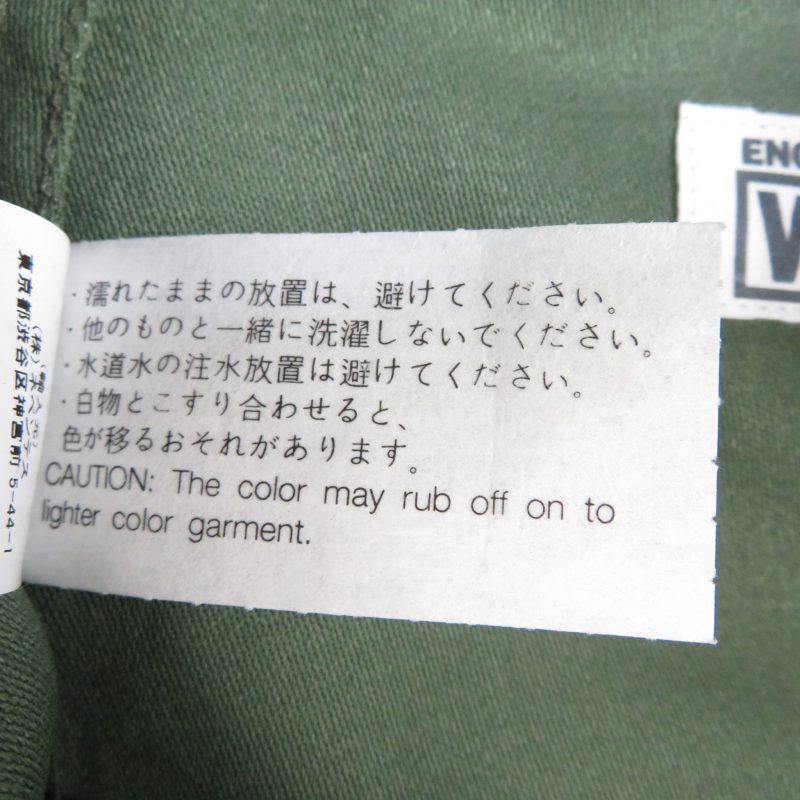 ・濡れたままの放置は、避けてください。
・他のものと一緒に洗濯しないでください。
・水道水の注水放置は避けてください。
・白物とこすり合わせると、
色が移るおそれがあります。
CAUTION: The color may rub off on to
lighter color garment.
東京都渋谷区神宮前 5-44-1
(株)
ENG
W